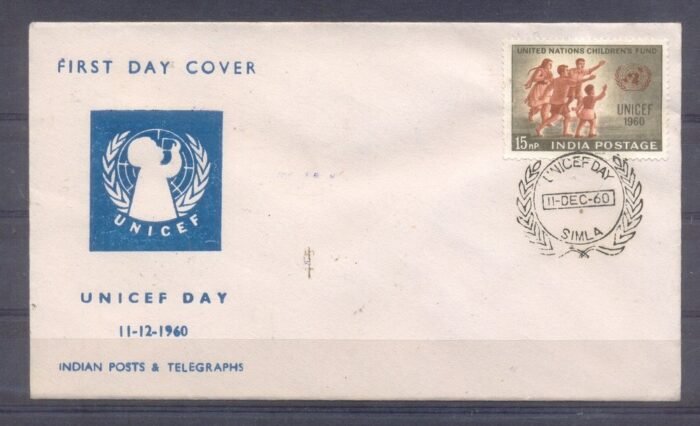 FIRST DAY COVER
UNICEF
UNICEF DAY
11-12-1960
INDIAN POSTS & TELEGRAPHS
UNITED NATIONS CHILDREN'S FUND
UNICEF
1960
15 nP INDIA POSTAGE
UNICEF DAY
11-DEC-60
SIMLA